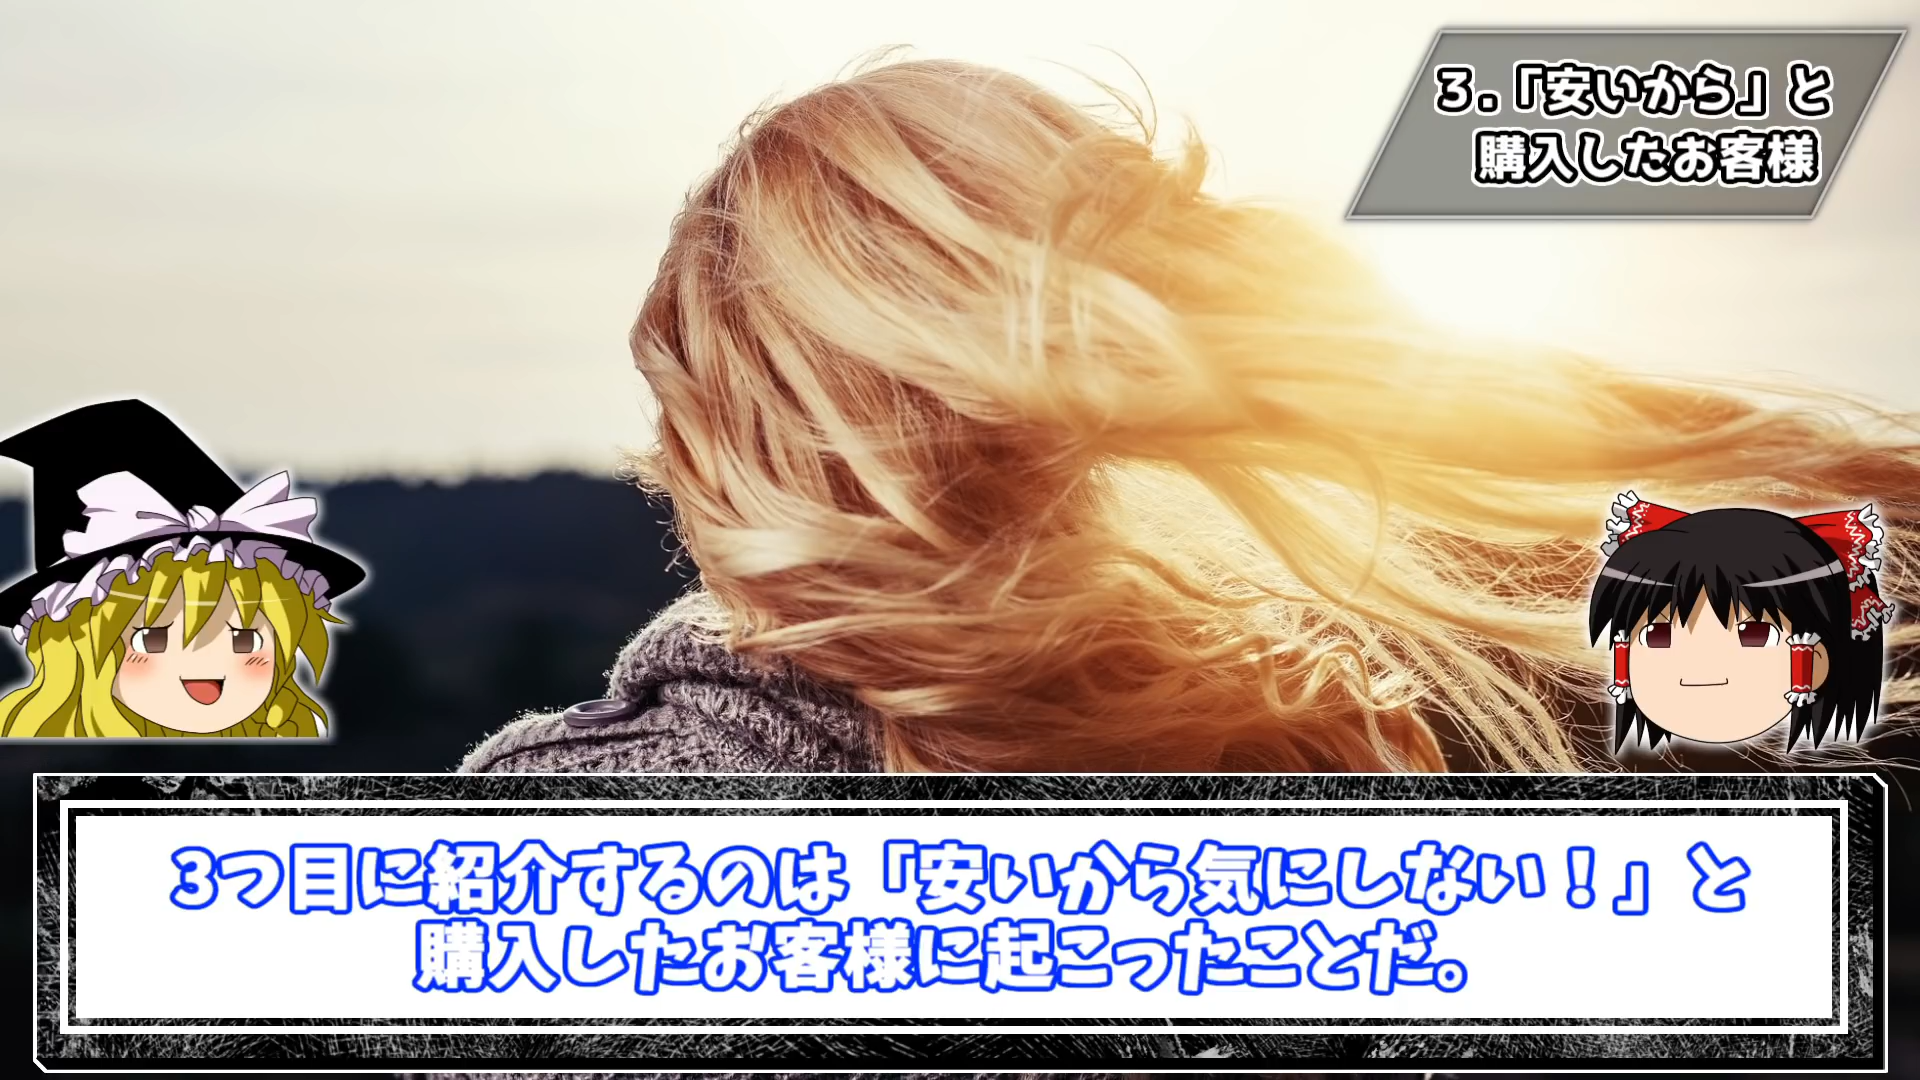 3.「安いから」と
購入したお客様
3つ目に紹介するのは「安いから気にしない！」と
購入したお客様に起こったことだ。